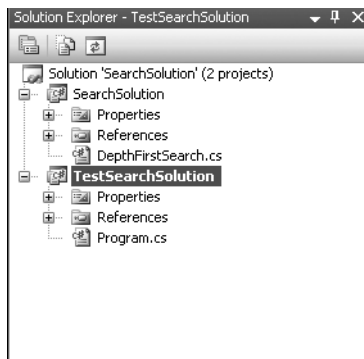 Solution Explorer - TestSearchSolution
Solution 'SearchSolution' (2 projects)
SearchSolution
Properties
References
DepthFirstSearch.cs
TestSearchSolution
Properties
References
Program.cs